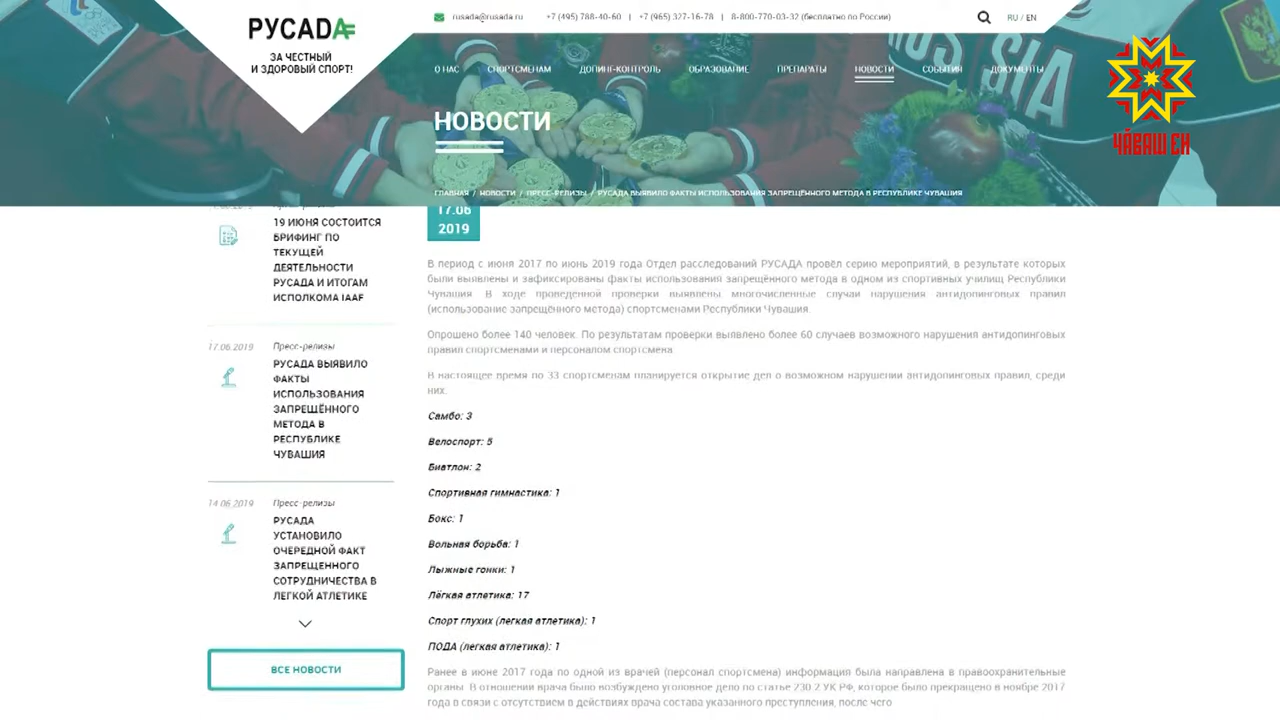 РУСАДА
ЗА ЧЕСТНЫЙ
И ЗДОРОВЫЙ СПОРТ!
rusada@rusada.ru
+7 (495) 788-40-60 | +7 (965) 327-16-78 | 8-800-770-03-32 (бесплатно по России)
RU / EN
О НАС СПОРТСМЕНАМ ДОПИНГ-КОНТРОЛЬ ОБРАЗОВАНИЕ ПРЕПАРАТЫ НОВОСТИ СОБЫТИЯ ДОКУМЕНТЫ
RUSSIA
ЧӐВАШ ЕН
НОВОСТИ
ГЛАВНАЯ / НОВОСТИ / ПРЕСС-РЕЛИЗЫ / РУСАДА ВЫЯВИЛО ФАКТЫ ИСПОЛЬЗОВАНИЯ ЗАПРЕЩЁННОГО МЕТОДА В РЕСПУБЛИКЕ ЧУВАШИЯ
19 ИЮНЯ СОСТОИТСЯ
БРИФИНГ ПО
ТЕКУЩЕЙ
ДЕЯТЕЛЬНОСТИ
РУСАДА И ИТОГАМ
ИСПОЛКОМА IAAF
17.06.2019 Пресс-релизы
РУСАДА ВЫЯВИЛО
ФАКТЫ
ИСПОЛЬЗОВАНИЯ
ЗАПРЕЩЁННОГО
МЕТОДА В
РЕСПУБЛИКЕ
ЧУВАШИЯ
14.06.2019 Пресс-релизы
РУСАДА
УСТАНОВИЛО
ОЧЕРЕДНОЙ ФАКТ
ЗАПРЕЩЕННОГО
СОТРУДНИЧЕСТВА В
ЛЕГКОЙ АТЛЕТИКЕ
ВСЕ НОВОСТИ
17.06
2019
В период с июня 2017 по июнь 2019 года Отдел расследований РУСАДА провёл серию мероприятий, в результате которых
были выявлены и зафиксированы факты использования запрещённого метода в одном из спортивных училищ Республики
Чувашия. В ходе проведенной проверки выявлены многочисленные случаи нарушения антидопинговых правил
(использование запрещённого метода) спортсменами Республики Чувашия.
Опрошено более 140 человек. По результатам проверки выявлено более 60 случаев возможного нарушения антидопинговых
правил спортсменами и персоналом спортсмена.
В настоящее время по 33 спортсменам планируется открытие дел о возможном нарушении антидопинговых правил, среди
них:
Самбо: 3
Велоспорт: 5
Биатлон: 2
Спортивная гимнастика: 1
Бокс: 1
Вольная борьба: 1
Лыжные гонки: 1
Лёгкая атлетика: 17
Спорт глухих (легкая атлетика): 1
ПОДА (легкая атлетика): 1
Ранее в июне 2017 года по одной из врачей (персонал спортсмена) информация была направлена в правоохранительные
органы. В отношении врача было возбуждено уголовное дело по статье 230.2 УК РФ, которое было прекращено в ноябре 2017
года в связи с отсутствием в действиях врача состава указанного преступления, после чего